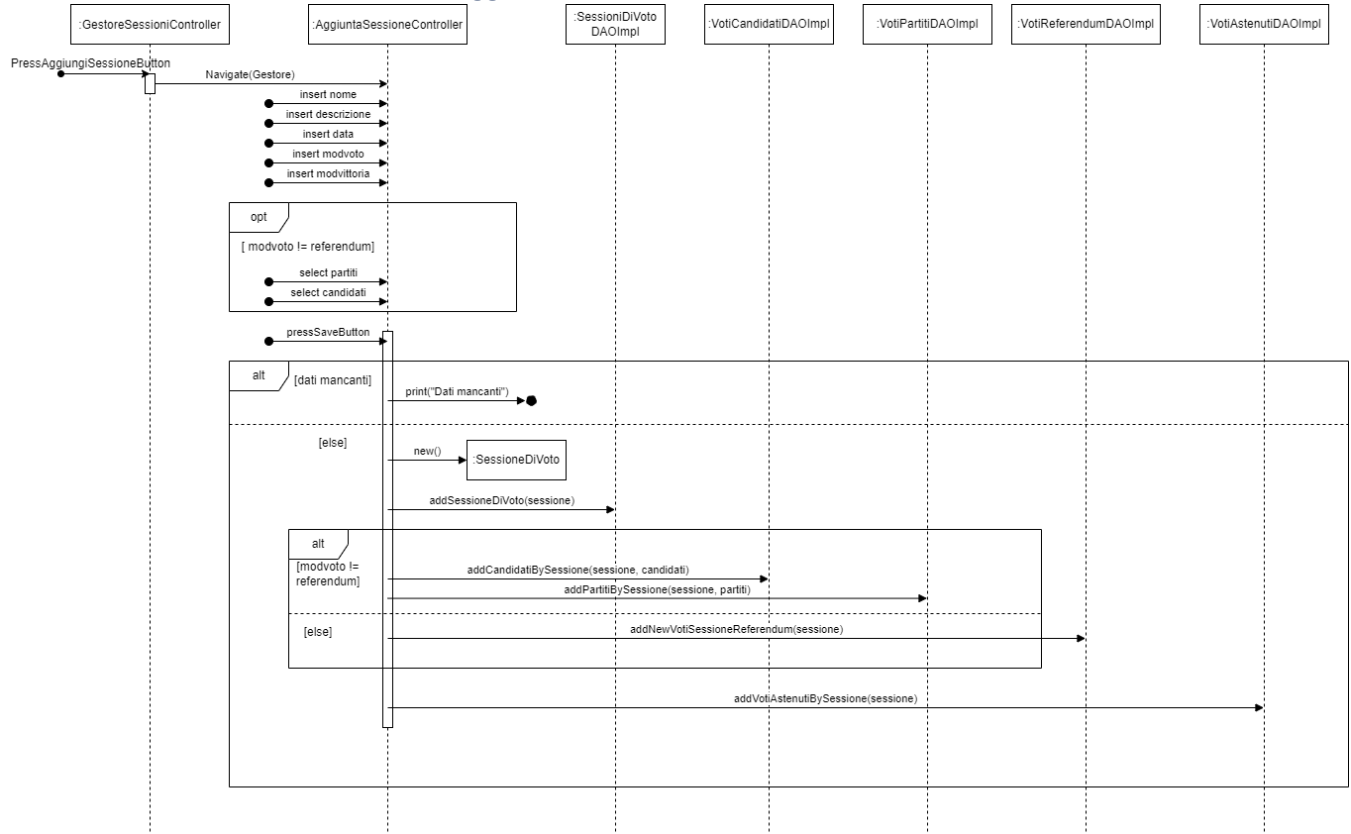 :GestoreSessioniController
:AggiuntaSessioneController
:SessioniDiVoto
DAOImpl
:VotiCandidatiDAOImpl
:VotiPartitiDAOImpl
:VotiReferendumDAOImpl
:VotiAstenutiDAOImpl
PressAggiungiSessioneButton
Navigate(Gestore)
insert nome
insert descrizione
insert data
insert modvoto
insert modvittoria
opt
[ modvoto != referendum]
select partiti
select candidati
pressSaveButton
alt
[dati mancanti]
print("Dati mancanti")
[else]
new()
:SessioneDiVoto
addSessioneDiVoto(sessione)
alt
[modvoto !=
referendum]
addCandidatiBySessione(sessione, candidati)
addPartitiBySessione(sessione, partiti)
[else]
addNewVotiSessioneReferendum(sessione)
addVotiAstenutiBySessione(sessione)